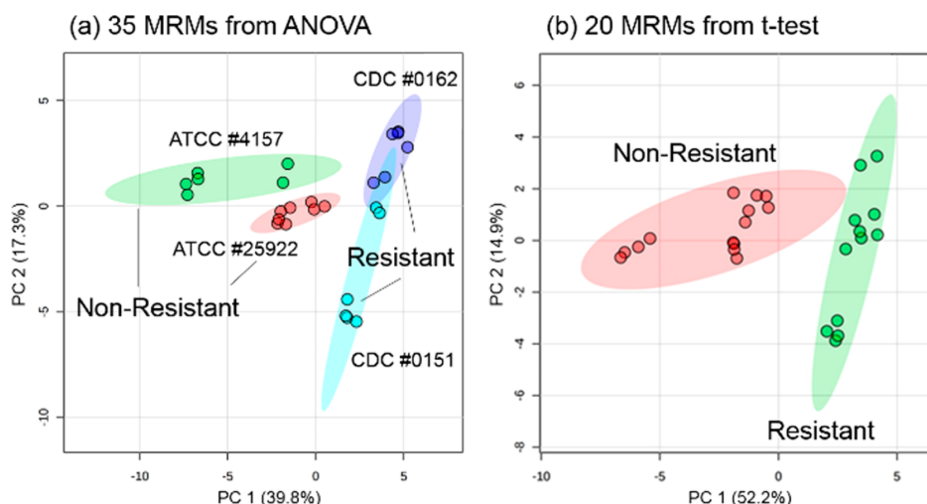 (a) 35 MRMs from ANOVA
CDC #0162
ATCC #4157
ATCC #25922
Resistant
Non-Resistant
CDC #0151
PC 2 (17.3%)
5
0
-5
-10
-10
-5
0
5
PC 1 (39.8%)
(b) 20 MRMs from t-test
Non-Resistant
Resistant
PC 2 (14.9%)
6
4
2
0
-2
-4
-6
-8
-10
-5
0
5
PC 1 (52.2%)